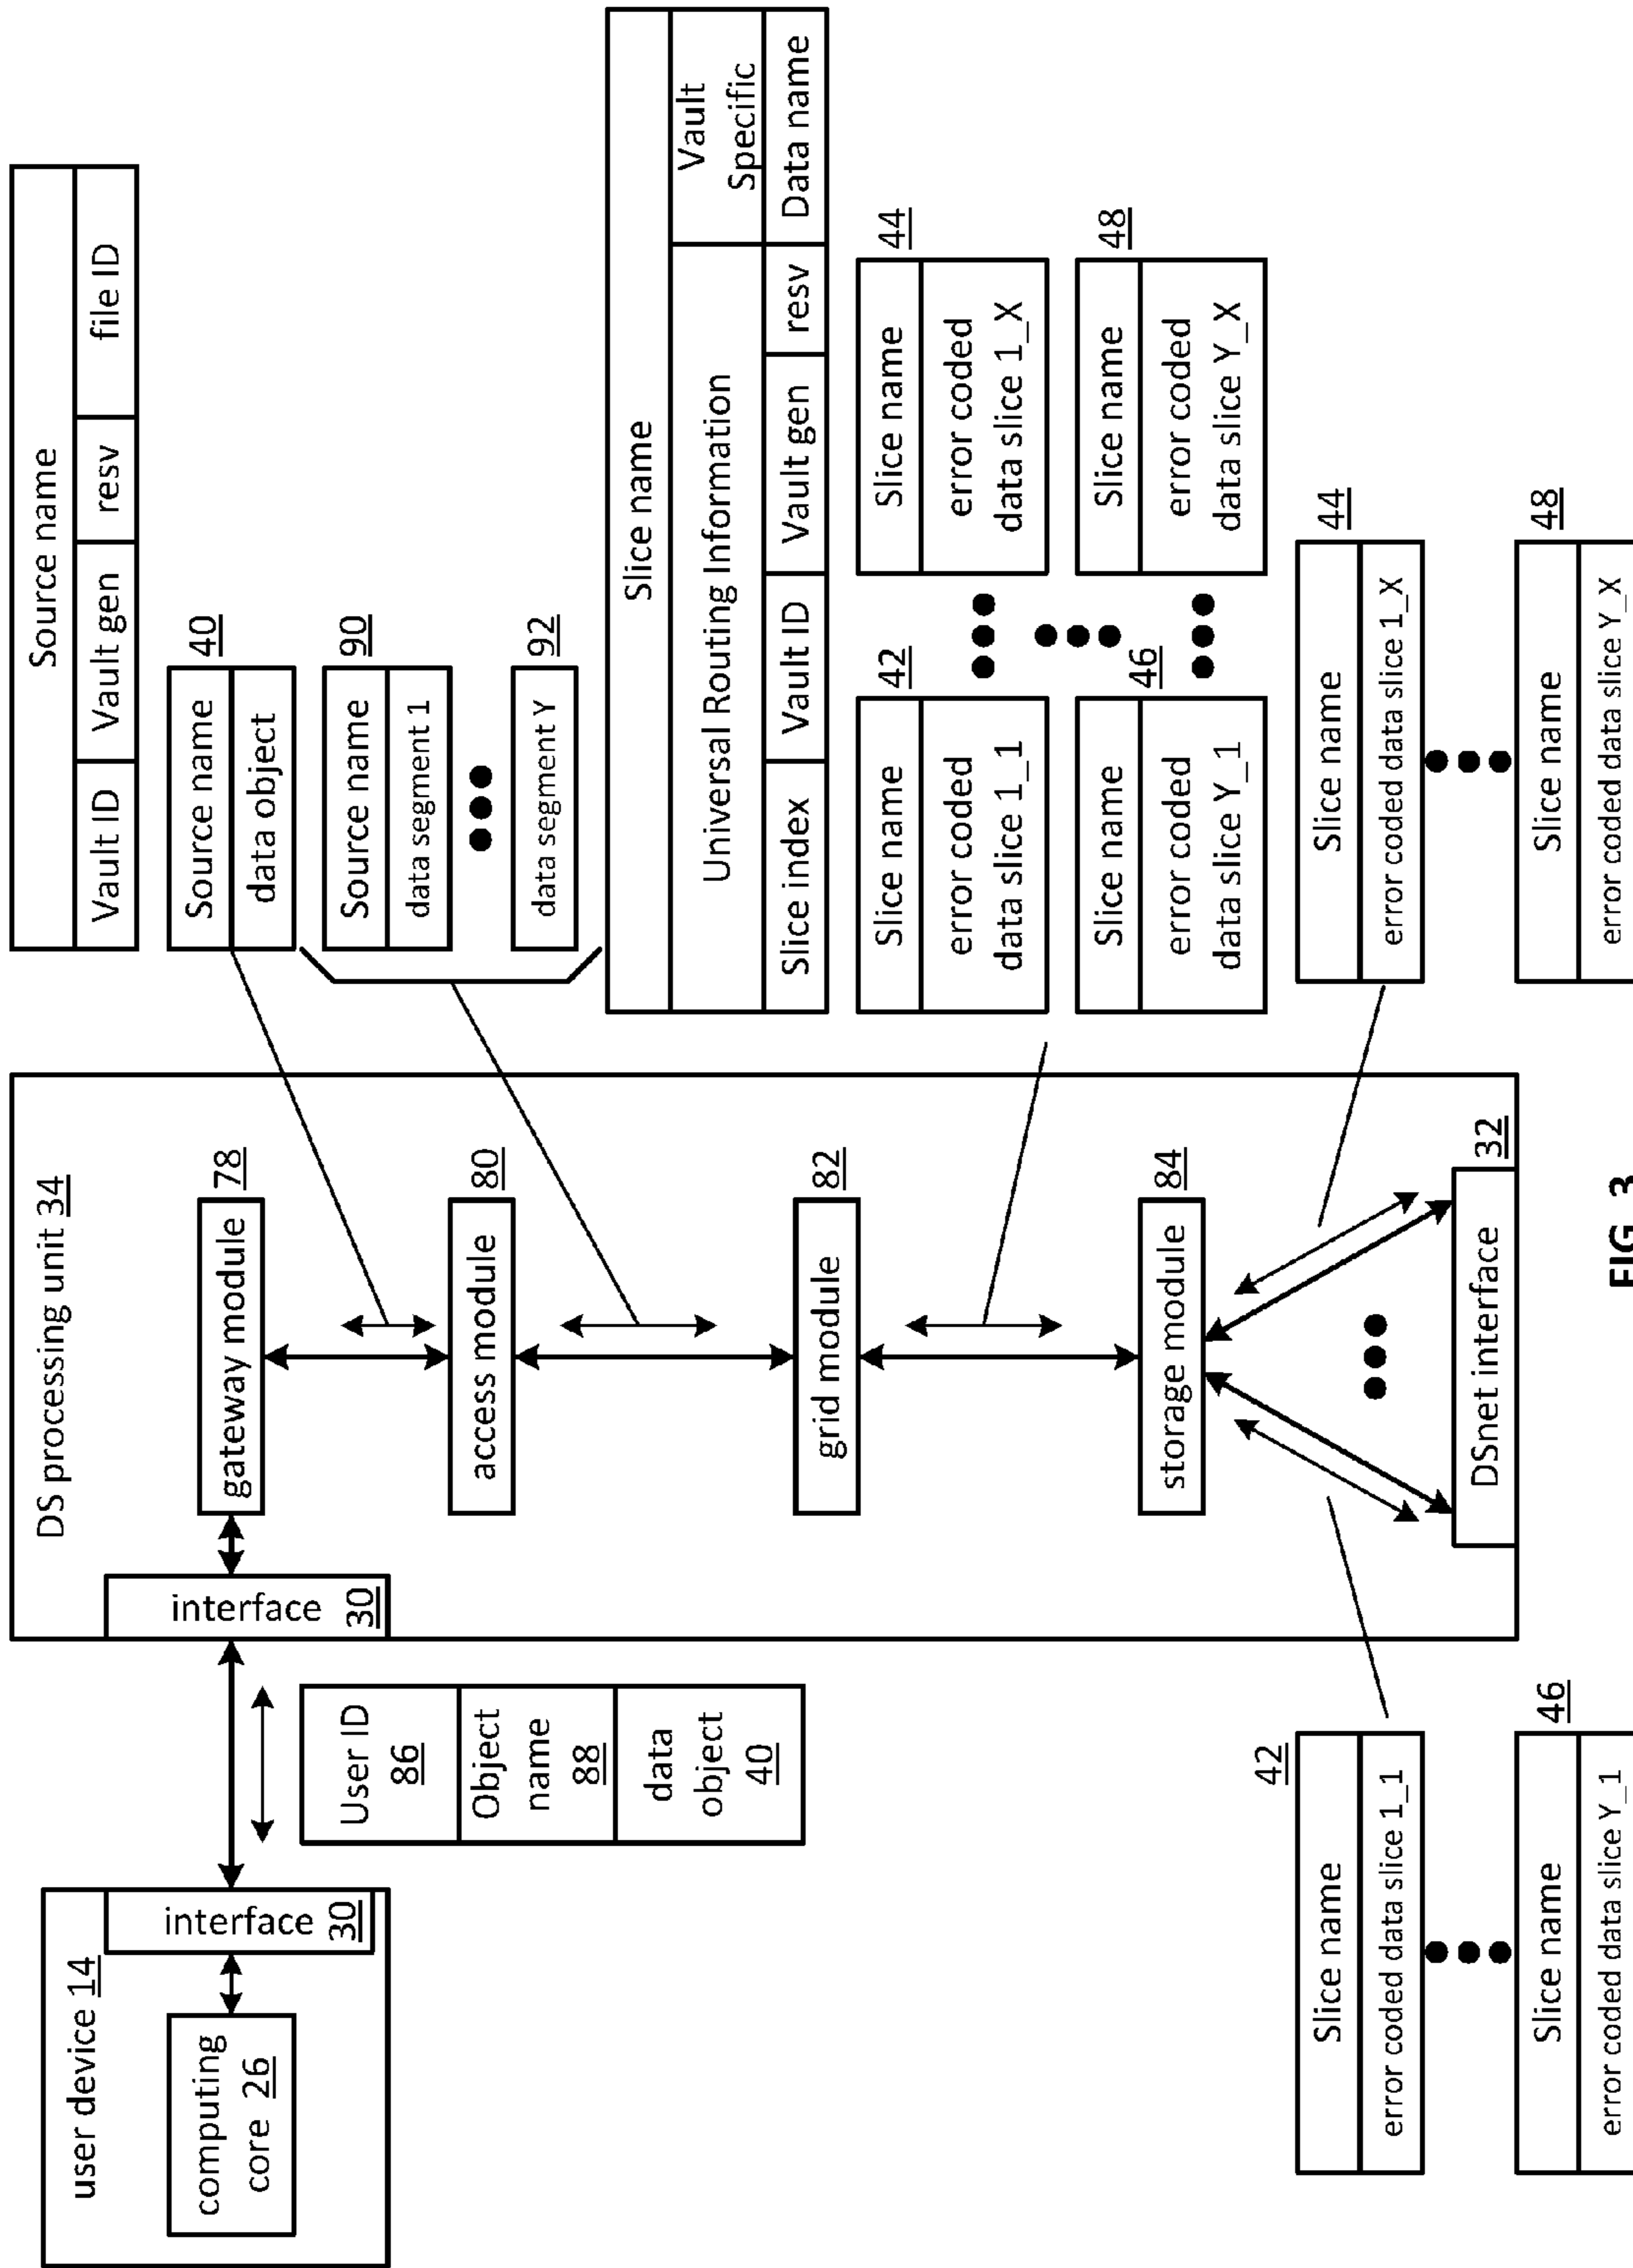 user device 14
computing
core 26
interface 30
User ID
86
Object
name
88
data
object
40
DS processing unit 34
interface 30
gateway module 78
access module 80
grid module 82
storage module 84
DSnet interface 32
Source name
Vault ID Vault gen resv file ID
40
Source name
data object
90
Source name
data segment 1
92
data segment Y
Slice name
Universal Routing Information
Vault
Specific
Slice index Vault ID Vault gen resv Data name
42
Slice name
error coded
data slice 1_1
44
Slice name
error coded
data slice 1_X
46
Slice name
error coded
data slice Y_1
48
Slice name
error coded
data slice Y_X
42
Slice name
error coded data slice 1_1
46
Slice name
error coded data slice Y_1
44
Slice name
error coded data slice 1_X
48
Slice name
error coded data slice Y_X
FIG. 3